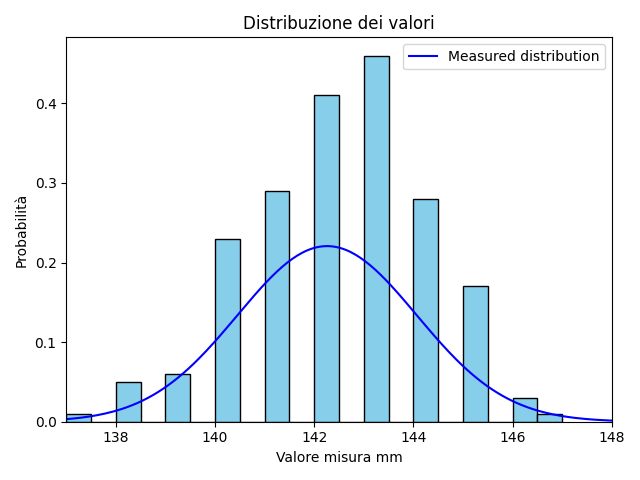 Distribuzione dei valori
Measured distribution
Probabilità
0.4
0.3
0.2
0.1
0.0
138 140 142 144 146 148
Valore misura mm